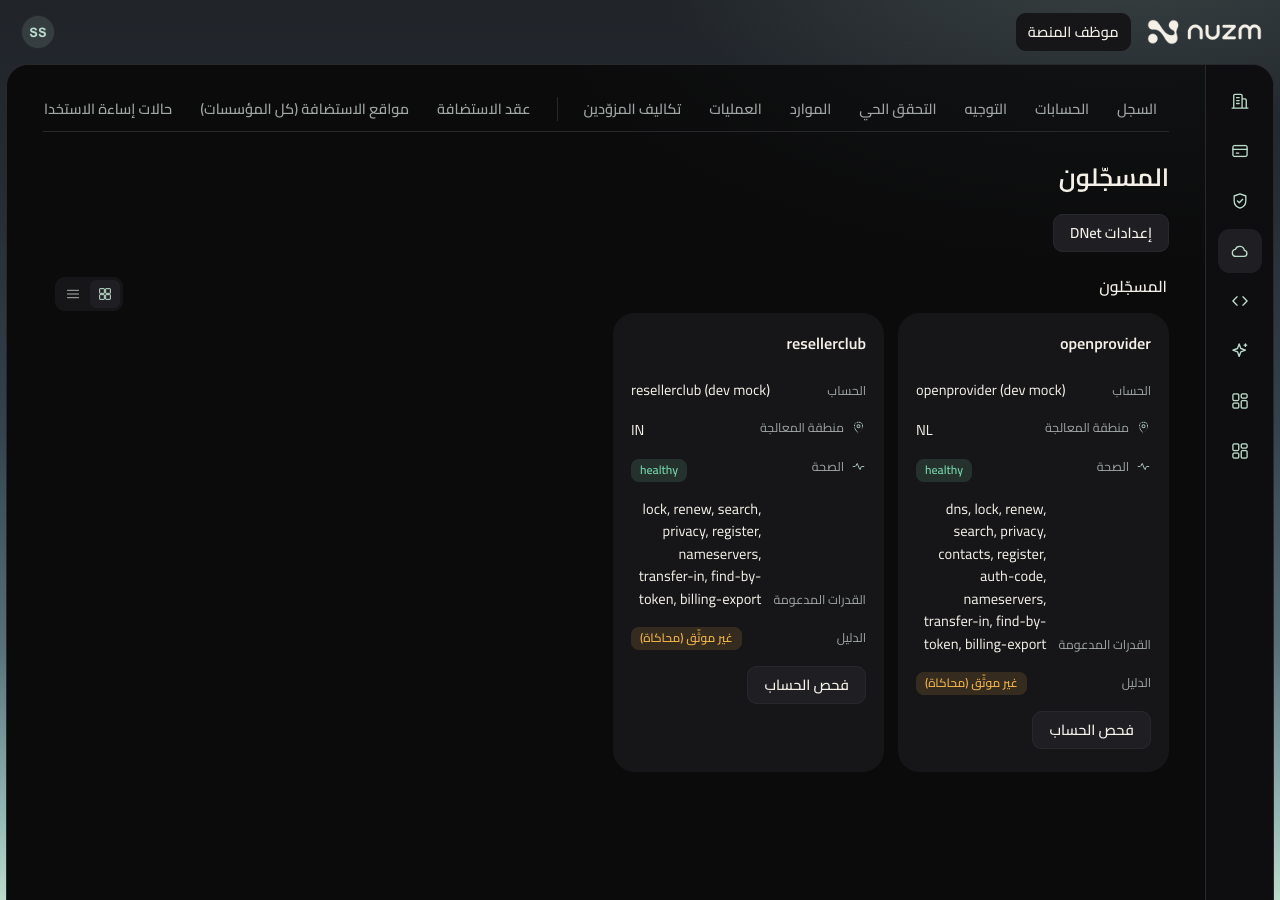 nuzm
موظف المنصة
SS
السجل
الحسابات
التوجيه
التحقق الحي
الموارد
العمليات
تكاليف المزوّدين
عقد الاستضافة
مواقع الاستضافة (كل المؤسسات)
حالات إساءة الاستخدا
المسجّلون
إعدادات DNet
المسجّلون
openprovider
الحساب
openprovider (dev mock)
منطقة المعالجة
NL
الصحة
healthy
القدرات المدعومة
dns, lock, renew,
search, privacy,
contacts, register,
auth-code,
nameservers,
transfer-in, find-by-
token, billing-export
الدليل
غير موثّق (محاكاة)
فحص الحساب
resellerclub
الحساب
resellerclub (dev mock)
منطقة المعالجة
IN
الصحة
healthy
القدرات المدعومة
lock, renew, search,
privacy, register,
nameservers,
transfer-in, find-by-
token, billing-export
الدليل
غير موثّق (محاكاة)
فحص الحساب